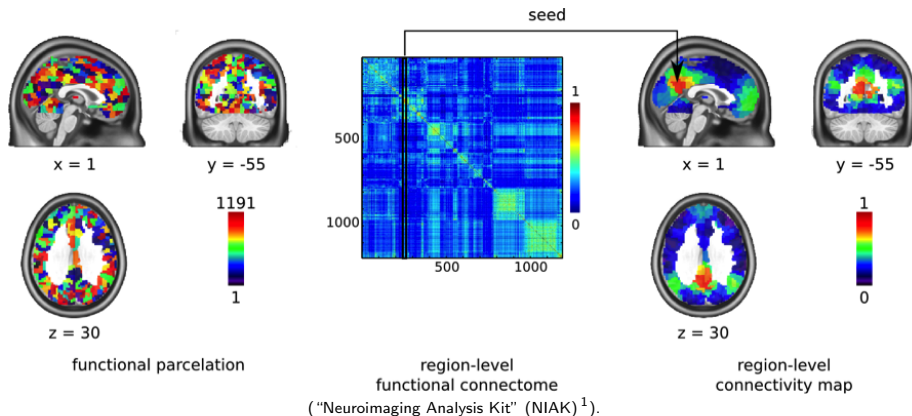 seed
x = 1
y = -55
500
1000
500
1000
1
0
x = 1
y = -55
1191
1
z = 30
1
0
z = 30
functional parcelation
region-level
functional connectome
region-level
connectivity map
("Neuroimaging Analysis Kit" (NIAK)¹).